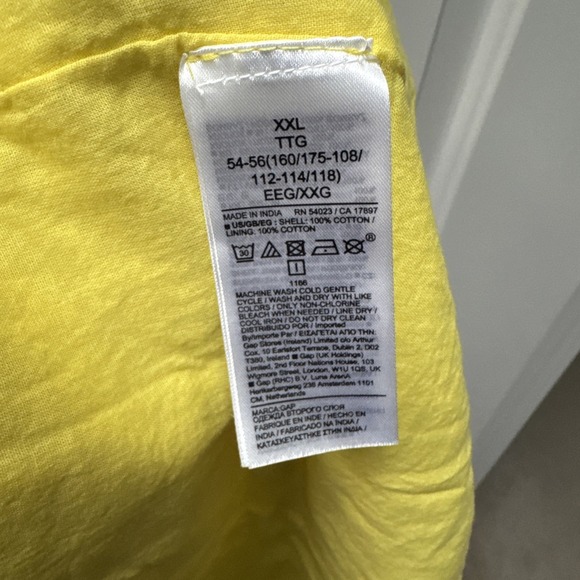 XXL
TTG
54-56(160/175-108/
112-114/118)
EEG/XXG
MADE IN INDIA RN 54023 / CA 17897
■ US/GB/EG : SHELL: 100% COTTON /
LINING: 100% COTTON
30 ®
1186
MACHINE WASH COLD GENTLE
CYCLE / WASH AND DRY WITH LIKE
COLORS / ONLY NON-CHLORINE
BLEACH WHEN NEEDED / LINE DRY /
COOL IRON / DO NOT DRY CLEAN
DISTRIBUIDO POR / Imported
By/Importe Par / ΕΙΣΑΓΕΤΑΙ ΑΠΟ ΤΗΝ:
Gap Stores (Ireland) Limited c/o Arthur
Cox, 10 Earlsfort Terrace, Dublin 2, D02
T380, Ireland ■ Gap (UK Holdings)
Limited, 2nd Floor Nations House, 103
Wigmore Street, London, W1U 1QS, UK
■ Gap (RHC) B.V. Luna ArenA
Herikerbergweg 238 Amsterdam 1101
CM, Netherlands
MARCA:GAP
ОДЕЖДА ВТОРОГО СЛОЯ
FABRIQUE EN INDE / HECHO EN
INDIA / FABRICADO NA INDIA /
ΚΑΤΑΣΚΕΥΑΣΤΗΚΕ ΣΤΗΝ ΙΝΔΙΑ/